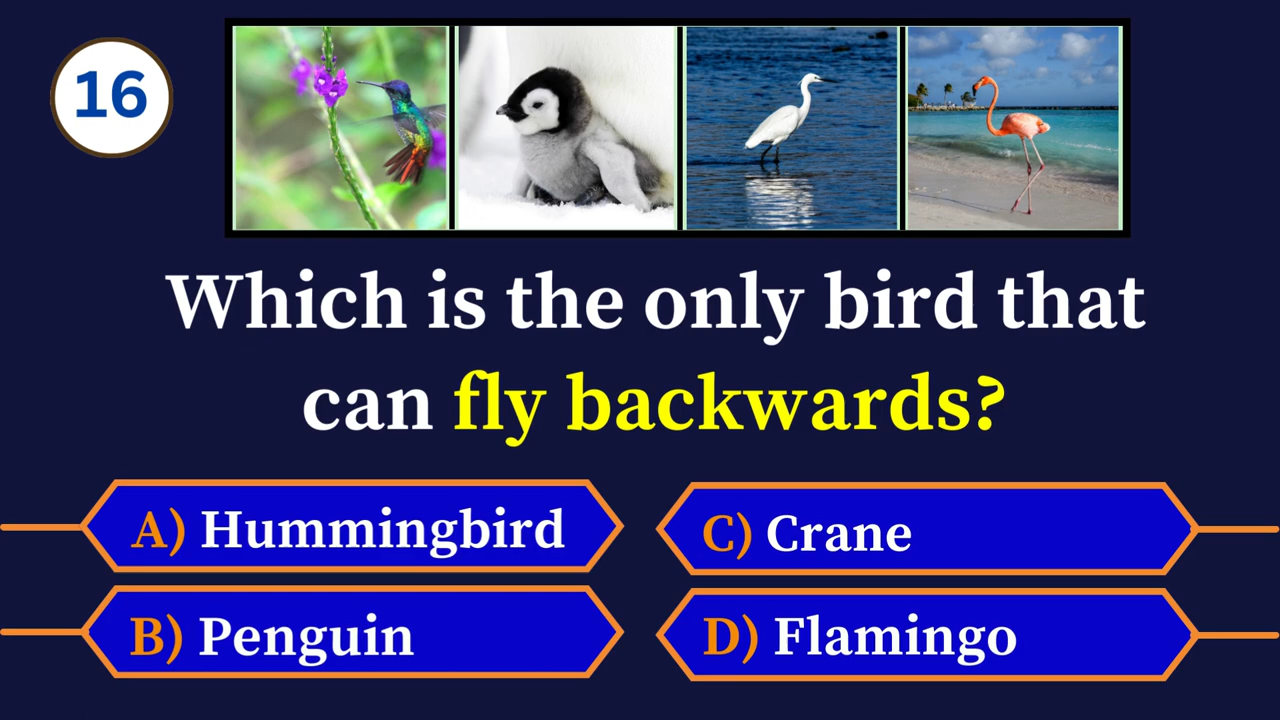 16
Which is the only bird that
can fly backwards?
A) Hummingbird
B) Penguin
C) Crane
D) Flamingo